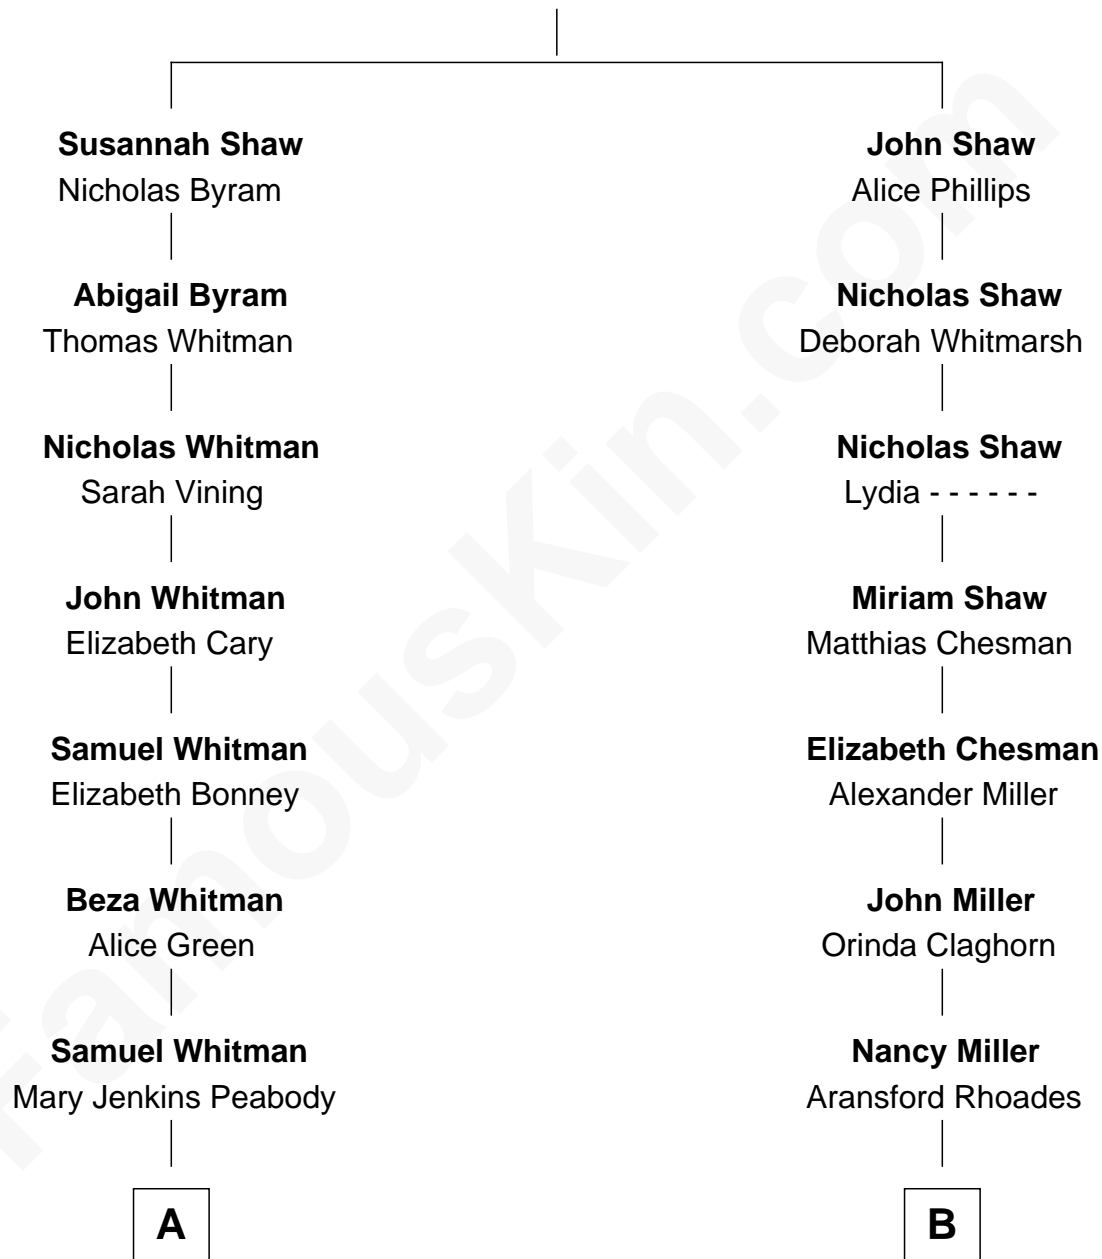 Susannah Shaw
Nicholas Byram
John Shaw
Alice Phillips
Abigail Byram
Thomas Whitman
Nicholas Shaw
Deborah Whitmarsh
Nicholas Whitman
Sarah Vining
Nicholas Shaw
Lydia - - - - - -
John Whitman
Elizabeth Cary
Miriam Shaw
Matthias Chesman
Samuel Whitman
Elizabeth Bonney
Elizabeth Chesman
Alexander Miller
Beza Whitman
Alice Green
John Miller
Orinda Claghorn
Samuel Whitman
Mary Jenkins Peabody
Nancy Miller
Aransford Rhoades
A
B
FamousKin.com